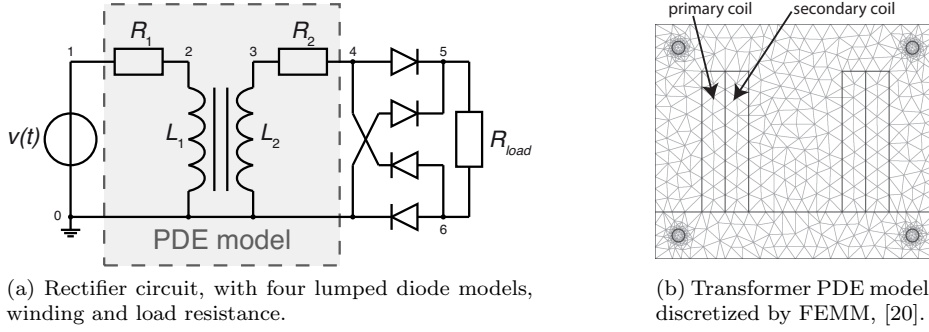 R1
R2
1
2
3
4
5
v(t)
L1
L2
Rload
0
6
PDE model
primary coil
secondary coil
(a) Rectifier circuit, with four lumped diode models,
winding and load resistance.
(b) Transformer PDE model
discretized by FEMM, [20].